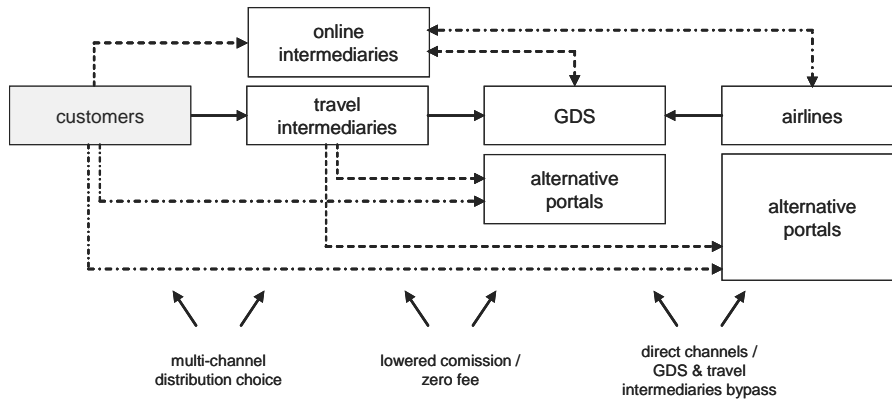 online
intermediaries
customers
travel
intermediaries
GDS
airlines
alternative
portals
alternative
portals
multi-channel
distribution choice
lowered comission /
zero fee
direct channels /
GDS & travel
intermediaries bypass